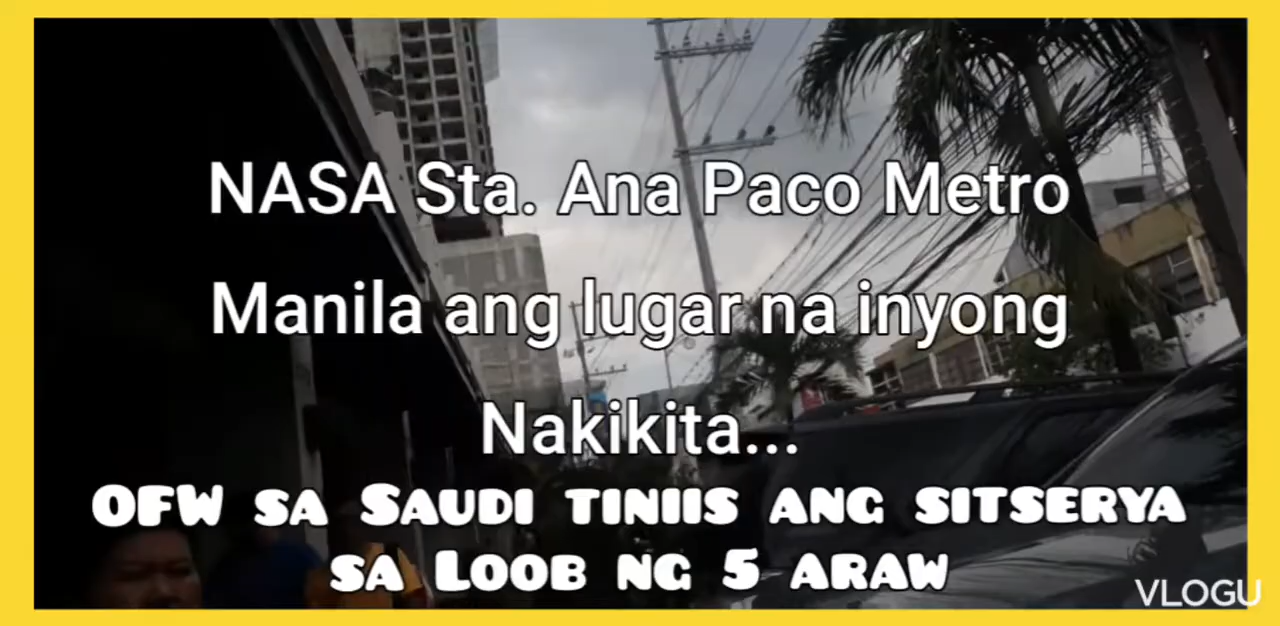 NASA Sta. Ana Paco Metro
Manila ang lugar na inyong
Nakikita...
OFW sa Saudi tiniis ang sitserya
sa Loob ng 5 araw
VLOGU